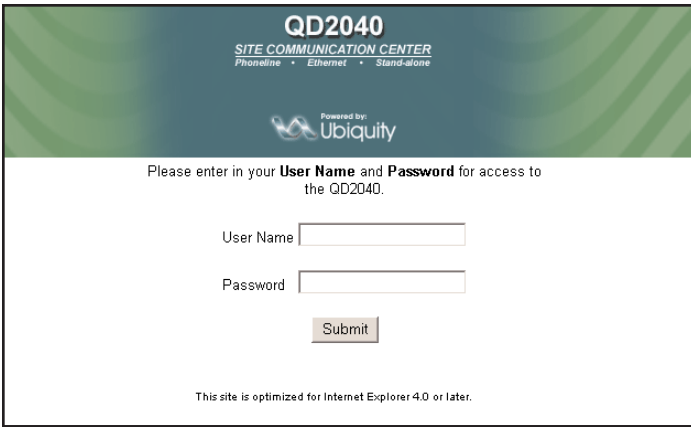 QD2040
SITE COMMUNICATION CENTER
Phoneline • Ethernet • Stand-alone
Powered by:
Ubiquity
Please enter in your User Name and Password for access to
the QD2040.
User Name
Password
Submit
This site is optimized for Internet Explorer 4.0 or later.